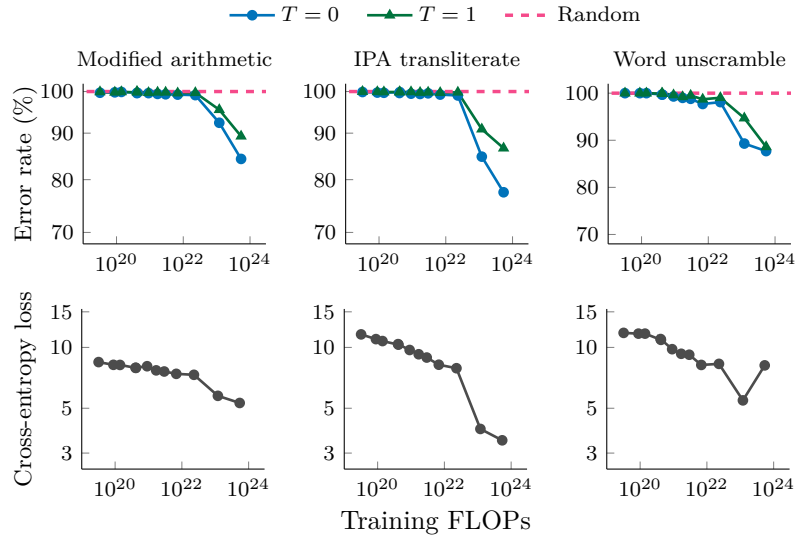 T = 0 T = 1 Random
Modified arithmetic IPA transliterate Word unscramble
Error rate (%)
100 100 100
90 90 90
80 80 80
70 70 70
10^20 10^22 10^24 10^20 10^22 10^24 10^20 10^22 10^24
Cross-entropy loss
15 15 15
10 10 10
5 5 5
3 3 3
10^20 10^22 10^24 10^20 10^22 10^24 10^20 10^22 10^24
Training FLOPs